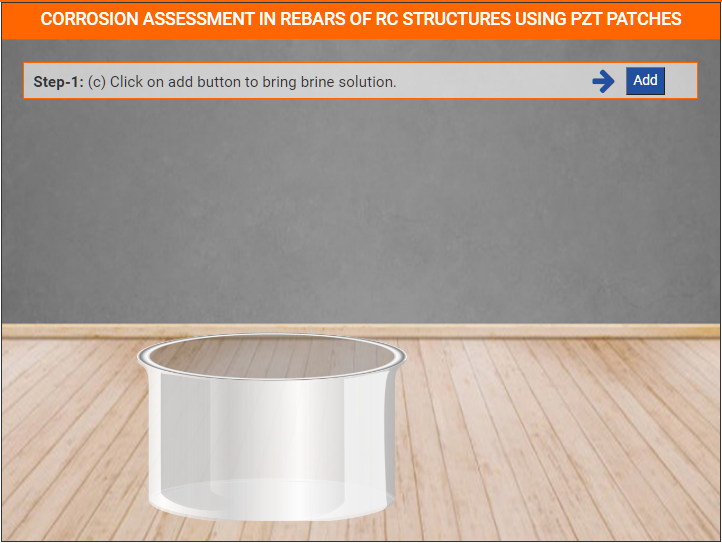 CORROSION ASSESSMENT IN REBARS OF RC STRUCTURES USING PZT PATCHES
Step-1: (c) Click on add button to bring brine solution.
Add